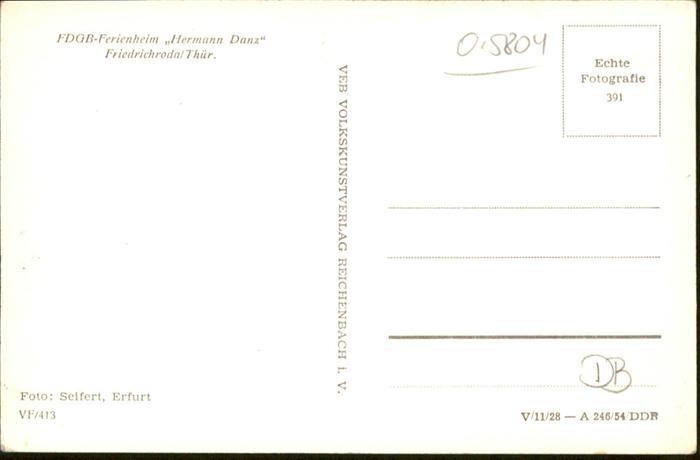 FDGB-Ferienheim „Hermann Danz“
Friedrichroda/Thür.
O.5804
Echte
Fotografie
391
VEB VOLKSKUNSTVERLAG REICHENBACH i. V.
DB
Foto: Seifert, Erfurt
VF/413
V/11/28 — A 246/54/DDR